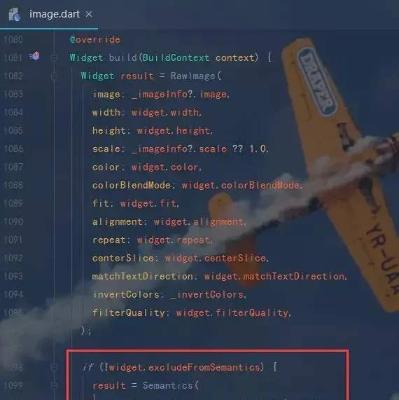 image.dart
1080 @override
1081 Widget build(BuildContext context) {
1082 Widget result = RawImage(
1083 image: _imageInfo?.image,
1084 width: widget.width,
1085 height: widget.height,
1086 scale: _imageInfo?.scale ?? 1.0,
1087 color: widget.color,
1088 colorBlendMode: widget.colorBlendMode,
1089 fit: widget.fit,
1090 alignment: widget.alignment,
1091 repeat: widget.repeat,
1092 centerSlice: widget.centerSlice,
1093 matchTextDirection: widget.matchTextDirection,
1094 invertColors: _invertColors,
1095 filterQuality: widget.filterQuality,
1096 );
1098 if (!widget.excludeFromSemantics) {
1099 result = Semantics(
DRAPER
YR-UAA